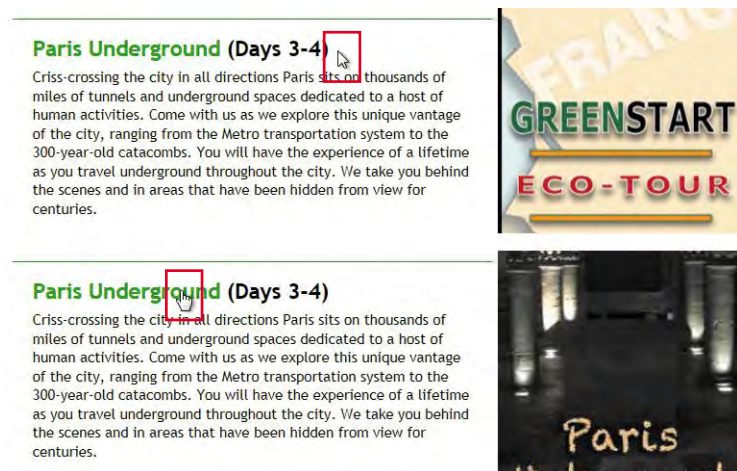 Paris Underground (Days 3-4)
Criss-crossing the city in all directions Paris sits on thousands of
miles of tunnels and underground spaces dedicated to a host of
human activities. Come with us as we explore this unique vantage
of the city, ranging from the Metro transportation system to the
300-year-old catacombs. You will have the experience of a lifetime
as you travel underground throughout the city. We take you behind
the scenes and in areas that have been hidden from view for
centuries.
FRANC
GREENSTART
ECO-TOUR
Paris Underground (Days 3-4)
Criss-crossing the city in all directions Paris sits on thousands of
miles of tunnels and underground spaces dedicated to a host of
human activities. Come with us as we explore this unique vantage
of the city, ranging from the Metro transportation system to the
300-year-old catacombs. You will have the experience of a lifetime
as you travel underground throughout the city. We take you behind
the scenes and in areas that have been hidden from view for
centuries.
Paris